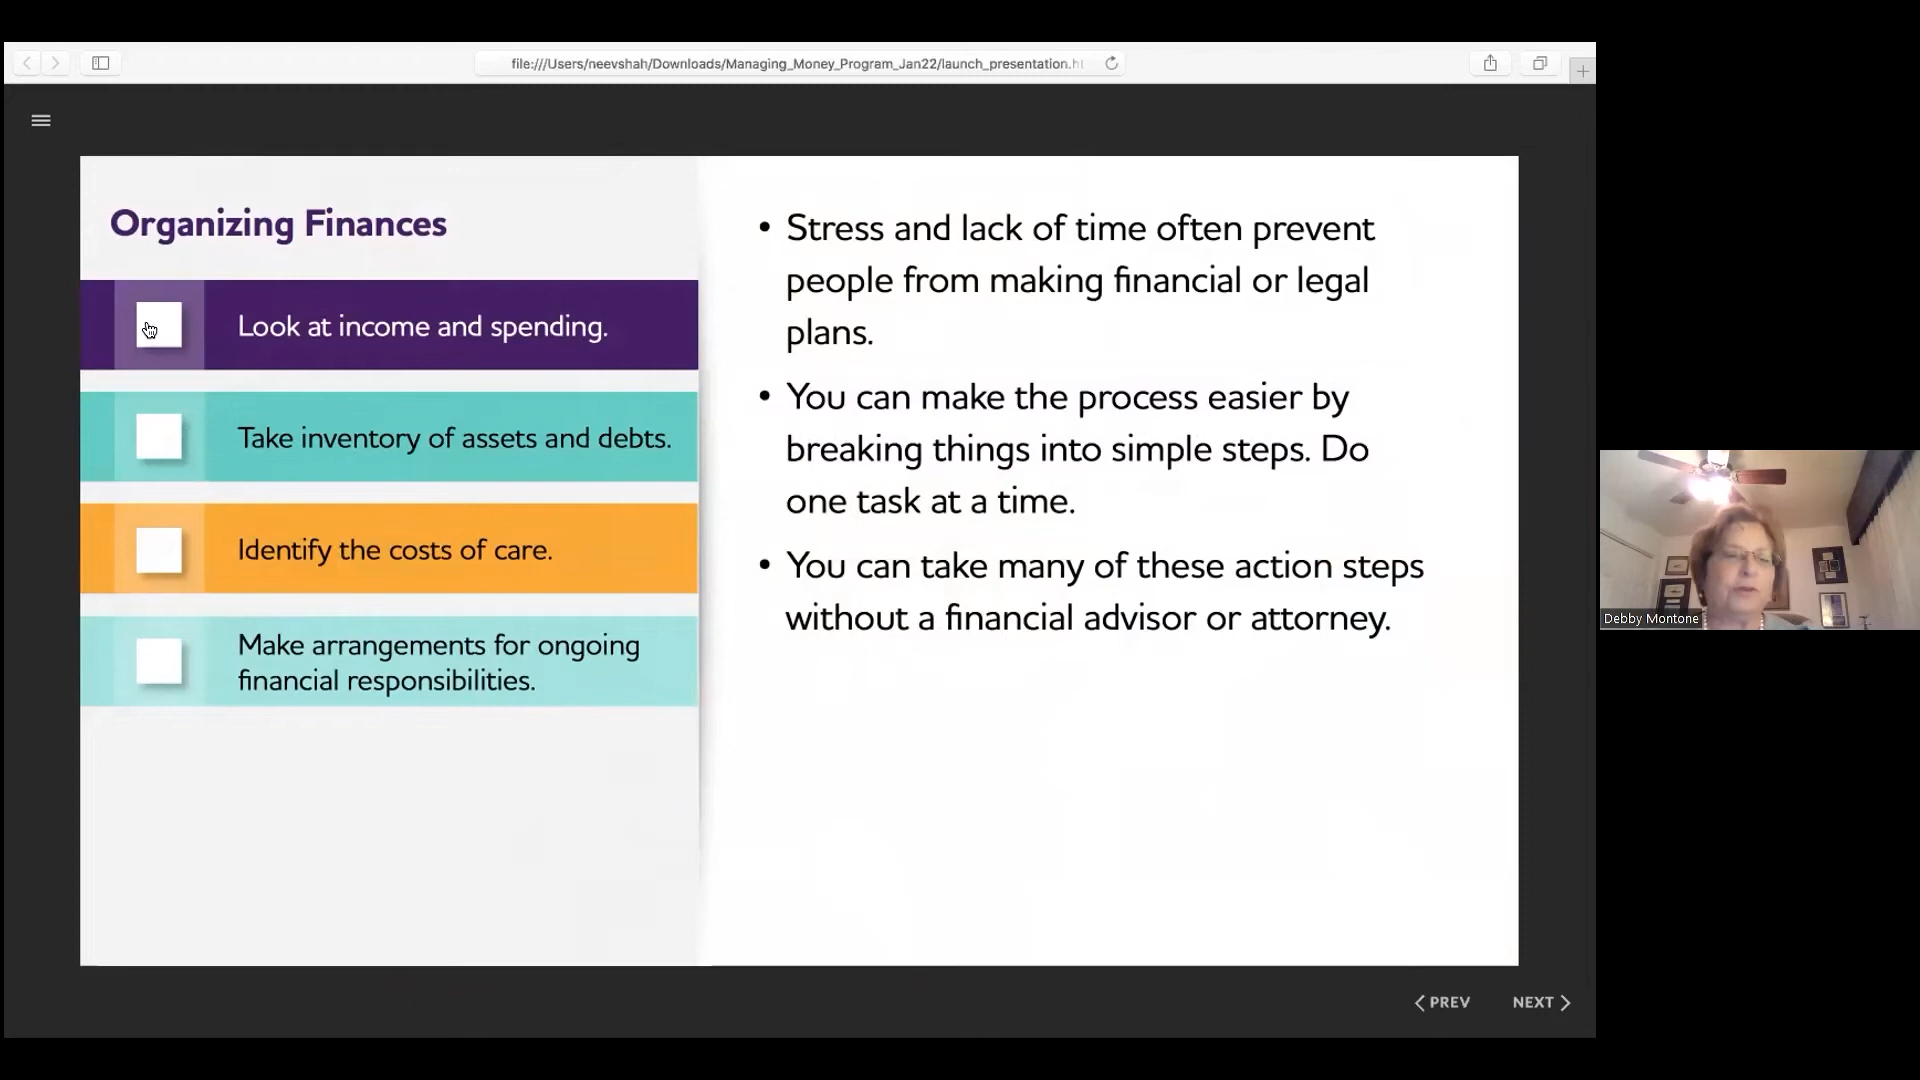 file:///Users/neevshah/Downloads/Managing_Money_Program_Jan22/launch_presentation.ht
Organizing Finances
Look at income and spending.
Take inventory of assets and debts.
Identify the costs of care.
Make arrangements for ongoing
financial responsibilities.
• Stress and lack of time often prevent
people from making financial or legal
plans.
• You can make the process easier by
breaking things into simple steps. Do
one task at a time.
• You can take many of these action steps
without a financial advisor or attorney.
Debby Montone
PREV NEXT